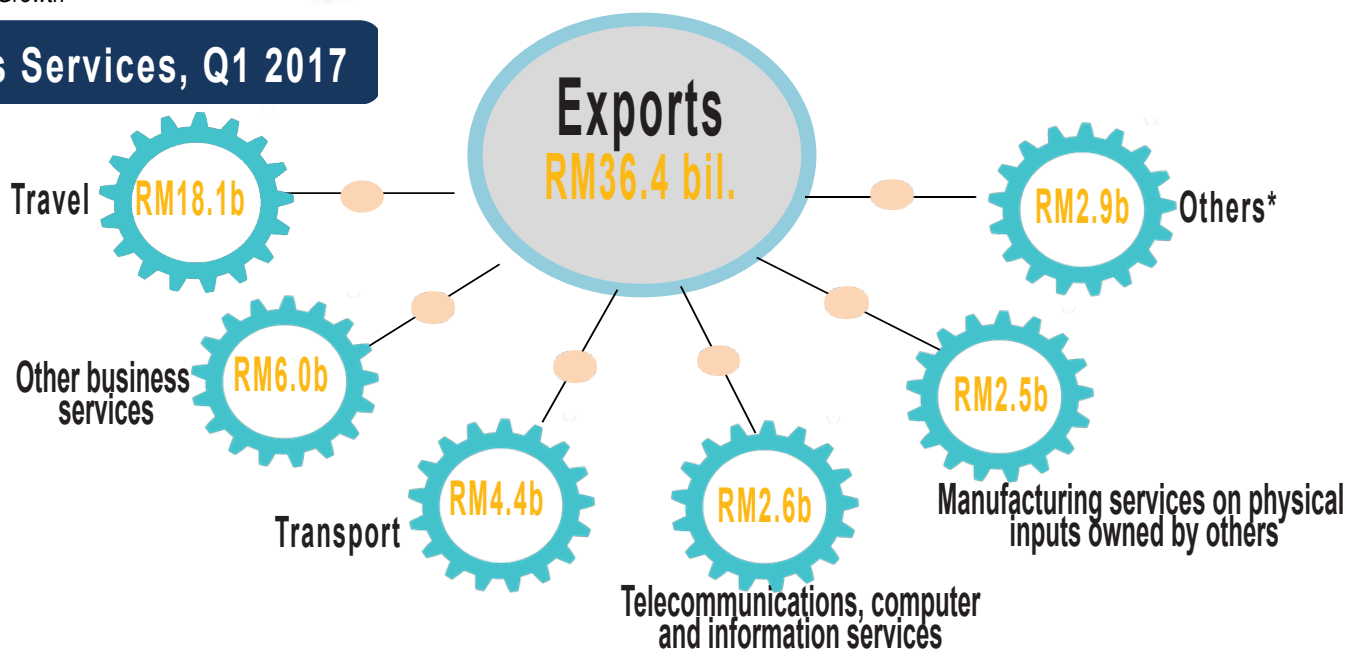 s Services, Q1 2017
Exports
RM36.4 bil.
Travel
RM18.1b
RM2.9b
Others*
Other business
services
RM6.0b
RM2.5b
Manufacturing services on physical
inputs owned by others
Transport
RM4.4b
RM2.6b
Telecommunications, computer
and information services